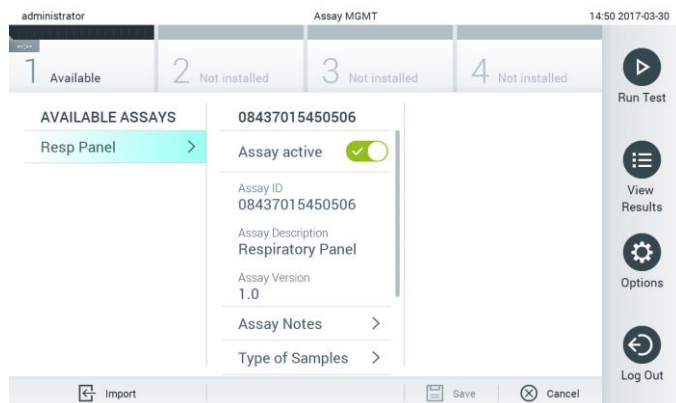 administrator Assay MGMT 14:50 2017-03-30
--:--
1 Available 2 Not installed 3 Not installed 4 Not installed
Run Test
AVAILABLE ASSAYS
Resp Panel
08437015450506
Assay active
Assay ID
08437015450506
Assay Description
Respiratory Panel
Assay Version
1.0
Assay Notes
Type of Samples
View
Results
Options
Log Out
Import Save Cancel